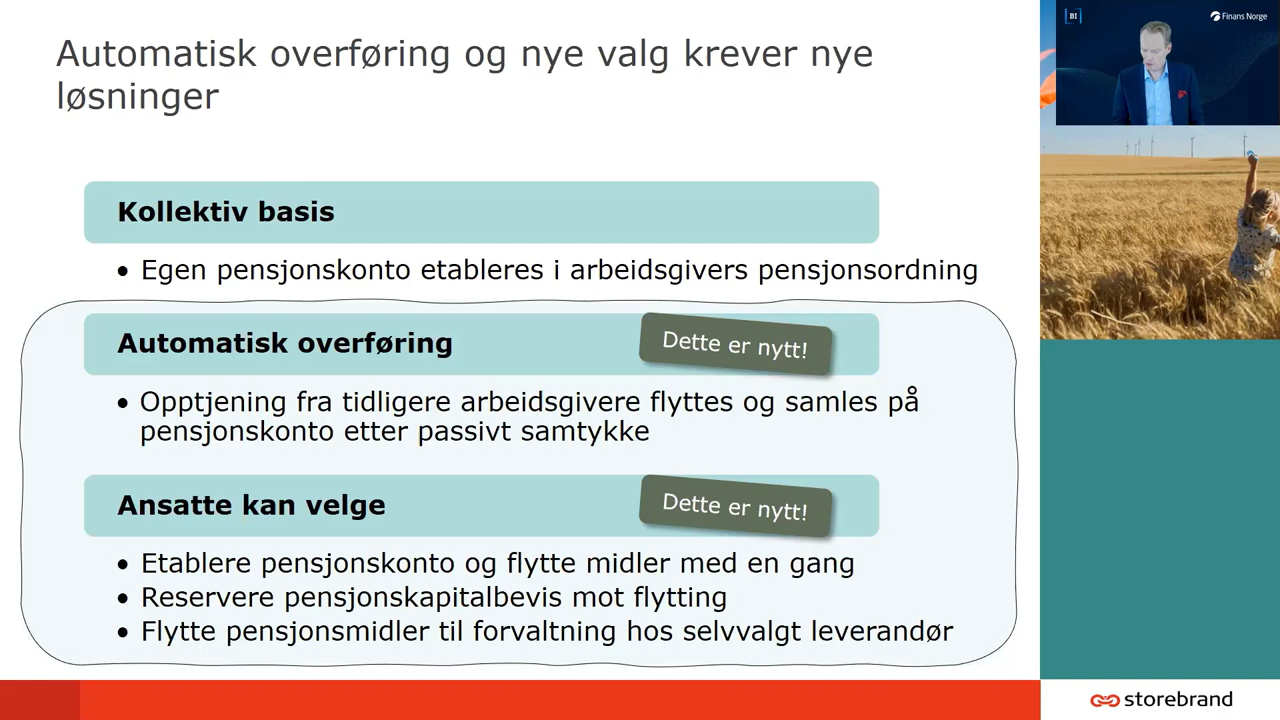 Automatisk overføring og nye valg krever nye
løsninger
BI
Finans Norge
Kollektiv basis
• Egen pensjonskonto etableres i arbeidsgivers pensjonsordning
Automatisk overføring
Dette er nytt!
• Opptjening fra tidligere arbeidsgivere flyttes og samles på
pensjonskonto etter passivt samtykke
Ansatte kan velge
Dette er nytt!
• Etablere pensjonskonto og flytte midler med en gang
• Reservere pensjonskapitalbevis mot flytting
• Flytte pensjonsmidler til forvaltning hos selvvalgt leverandør
storebrand